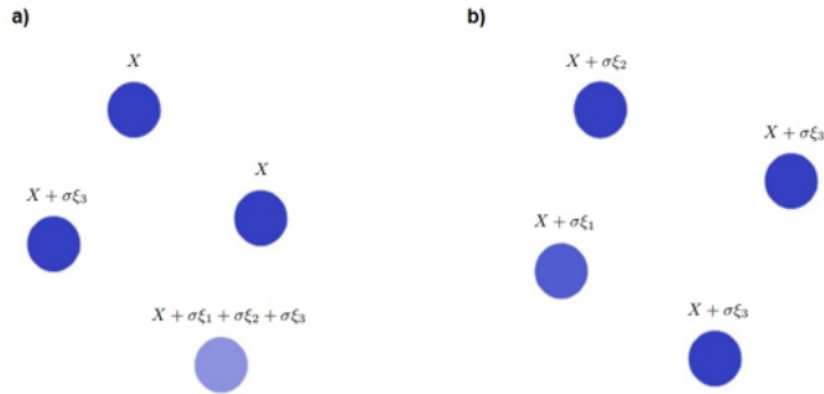 a)
X
X + σξ₃
X
X + σξ₁ + σξ₂ + σξ₃
b)
X + σξ₂
X + σξ₃
X + σξ₁
X + σξ₃